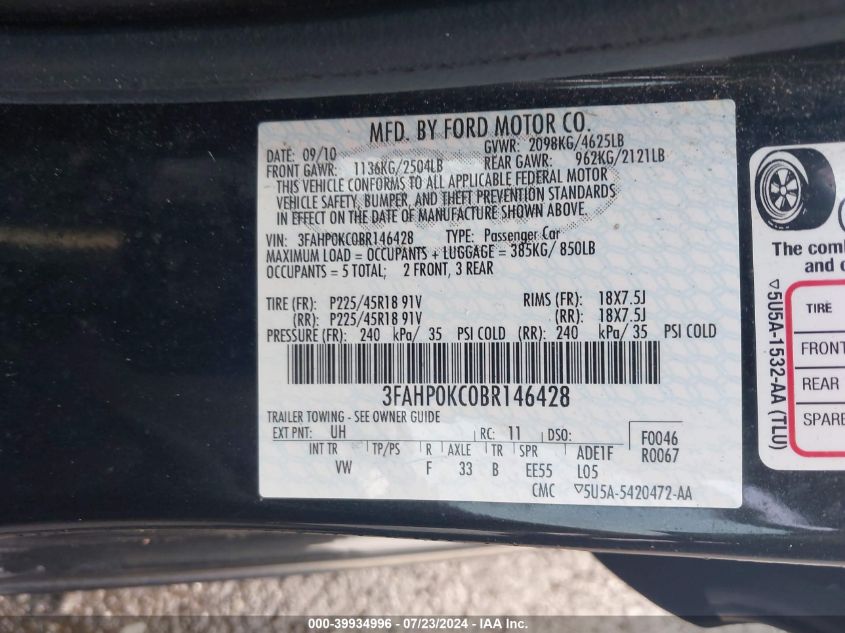 MFD. BY FORD MOTOR CO.
DATE: 09/10 GVWR: 2098KG/4625LB
FRONT GAWR: 1136KG/2504LB REAR GAWR: 962KG/2121LB
THIS VEHICLE CONFORMS TO ALL APPLICABLE FEDERAL MOTOR
VEHICLE SAFETY, BUMPER, AND THEFT PREVENTION STANDARDS
IN EFFECT ON THE DATE OF MANUFACTURE SHOWN ABOVE.
VIN: 3FAHP0KC0BR146428 TYPE: Passenger Car
MAXIMUM LOAD = OCCUPANTS + LUGGAGE = 385KG/ 850LB
OCCUPANTS = 5 TOTAL; 2 FRONT, 3 REAR
TIRE (FR): P225/45R18 91V RIMS (FR): 18X7.5J
(RR): P225/45R18 91V (RR): 18X7.5J
PRESSURE (FR): 240 kPa/ 35 PSI COLD (RR): 240 kPa/ 35 PSI COLD
3FAHP0KC0BR146428
TRAILER TOWING - SEE OWNER GUIDE
EXT PNT: UH RC: 11 DSO: F0046
R0067
INT TR TP/PS R AXLE TR SPR ADE1F
VW F 33 B EE55 L05
CMC ▽5U5A-5420472-AA
The
and
▽5U5A-1532-AA (TLU)
TIRE
FRONT
REAR
SPARE
000-39934996 / 07/23/2024 - IAA Inc.